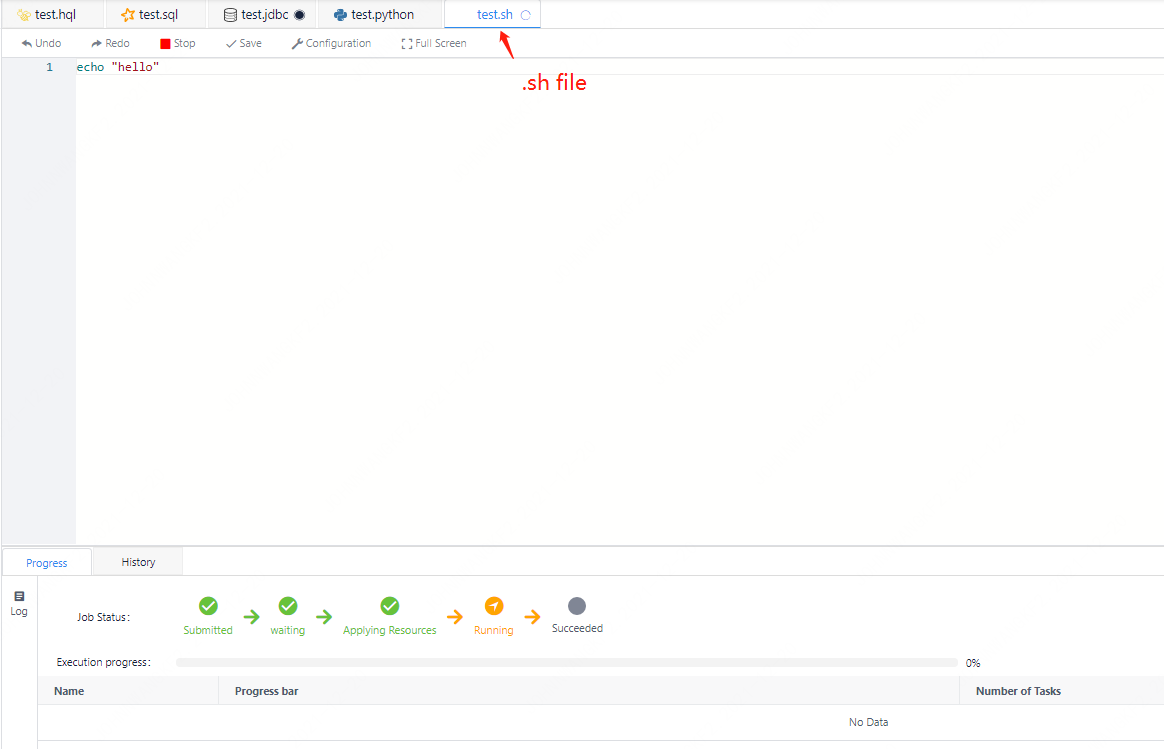 test.hql test.sql test.jdbc test.python test.sh
Undo Redo Stop Save Configuration Full Screen
1 echo "hello"
.sh file
Progress History
Log
Job Status:
Submitted waiting Applying Resources Running Succeeded
Execution progress: 0%
Name Progress bar Number of Tasks
No Data